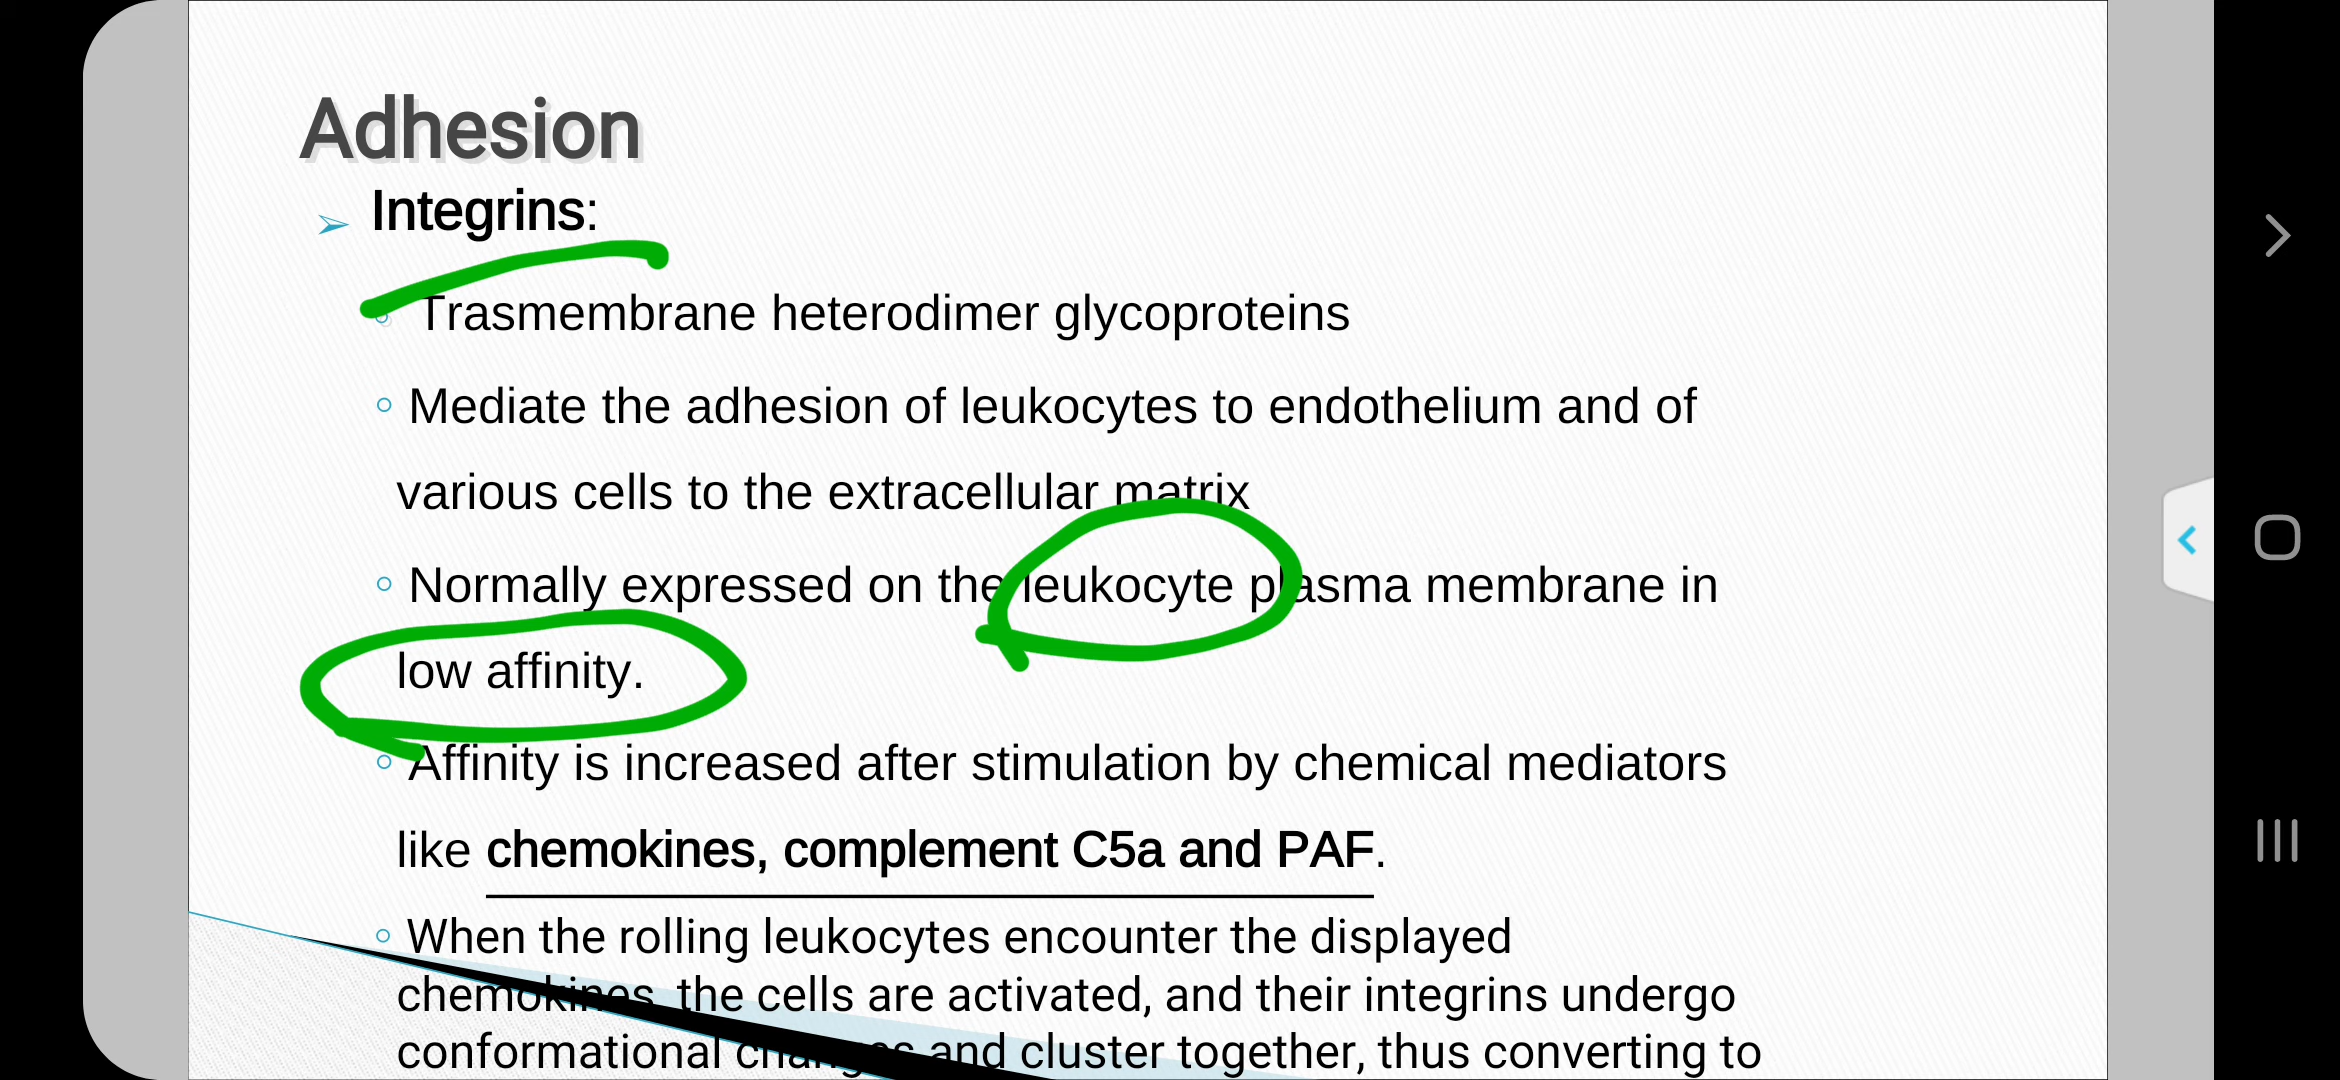 Adhesion
➢ Integrins:
◦ Trasmembrane heterodimer glycoproteins
◦ Mediate the adhesion of leukocytes to endothelium and of
various cells to the extracellular matrix
◦ Normally expressed on the leukocyte plasma membrane in
low affinity.
◦ Affinity is increased after stimulation by chemical mediators
like chemokines, complement C5a and PAF.
◦ When the rolling leukocytes encounter the displayed
chemokines, the cells are activated, and their integrins undergo
conformational changes and cluster together, thus converting to